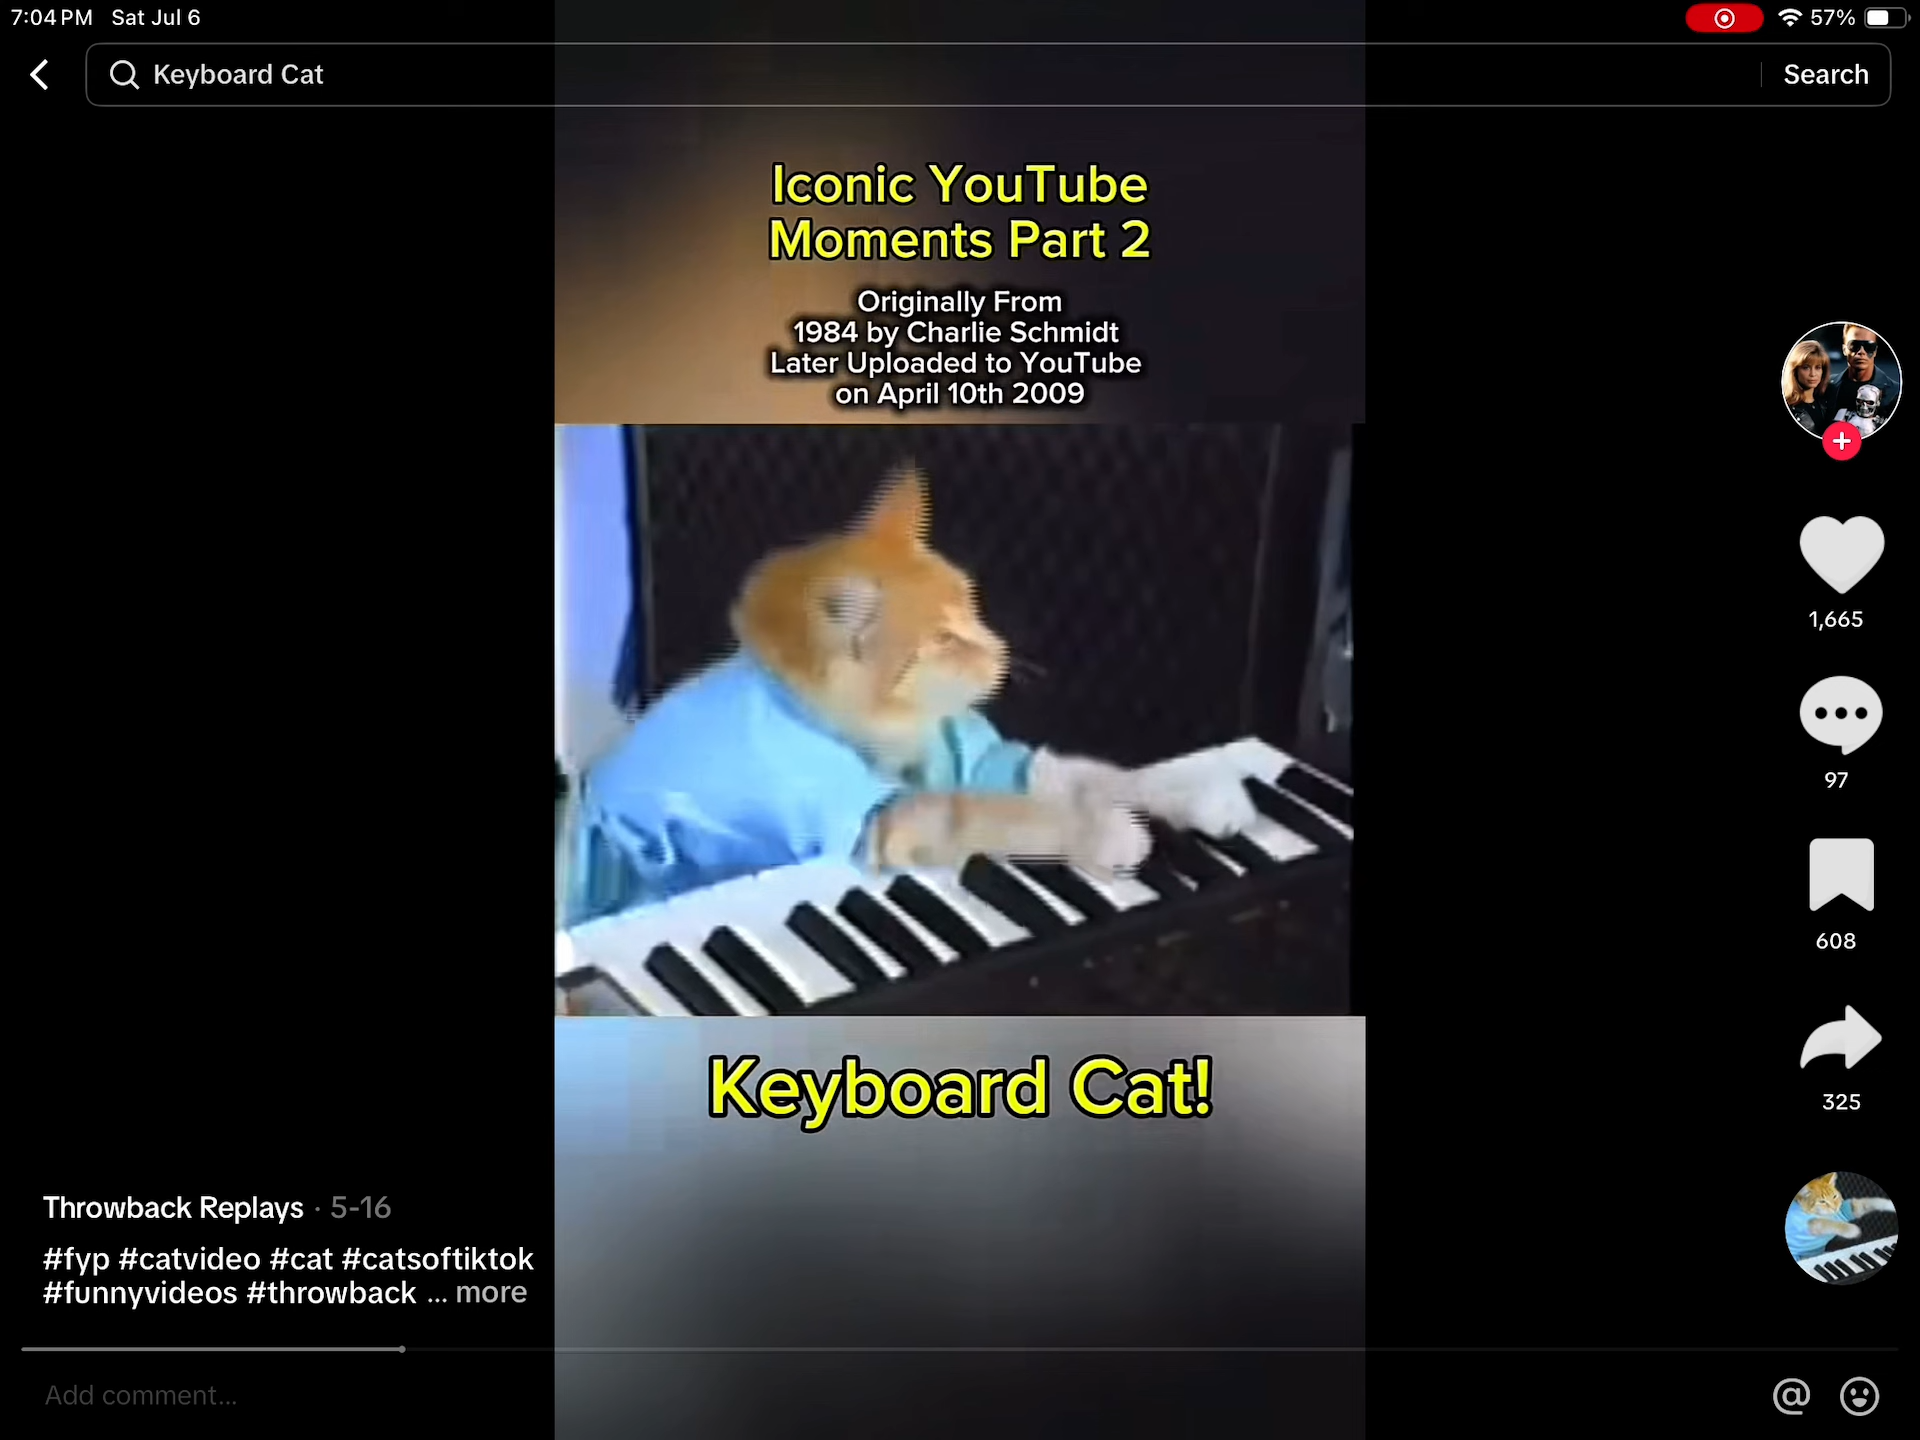 7:04 PM Sat Jul 6
57%
Keyboard Cat
Search
Iconic YouTube
Moments Part 2
Originally From
1984 by Charlie Schmidt
Later Uploaded to YouTube
on April 10th 2009
1,665
97
608
325
Keyboard Cat!
Throwback Replays · 5-16
#fyp #catvideo #cat #catsoftiktok
#funnyvideos #throwback ... more
Add comment...